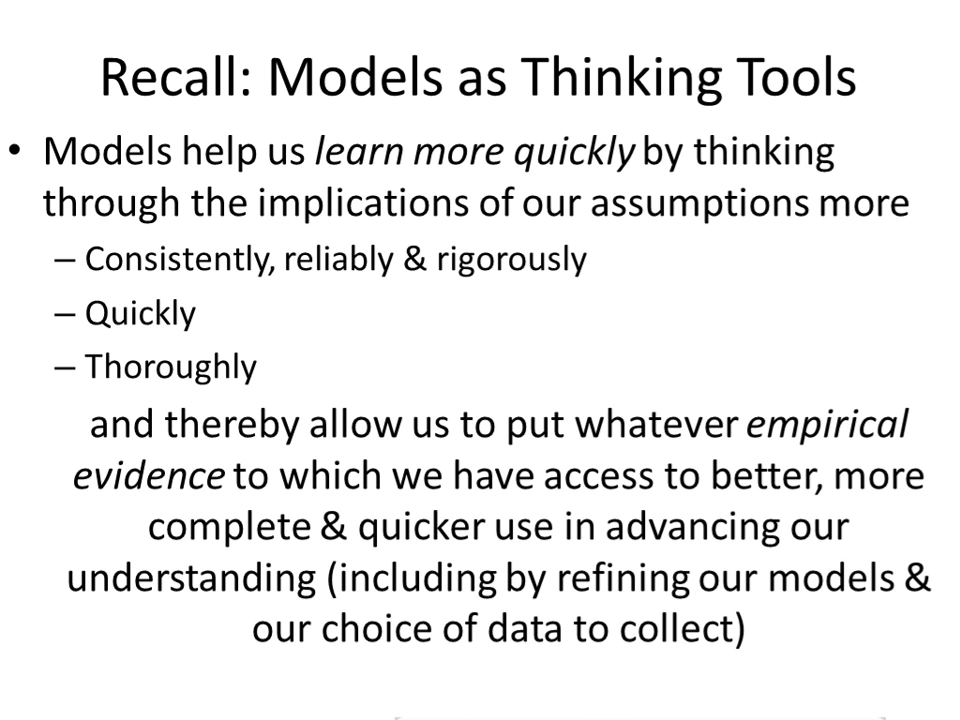 Recall: Models as Thinking Tools
• Models help us learn more quickly by thinking
through the implications of our assumptions more
– Consistently, reliably & rigorously
– Quickly
– Thoroughly
and thereby allow us to put whatever empirical
evidence to which we have access to better, more
complete & quicker use in advancing our
understanding (including by refining our models &
our choice of data to collect)